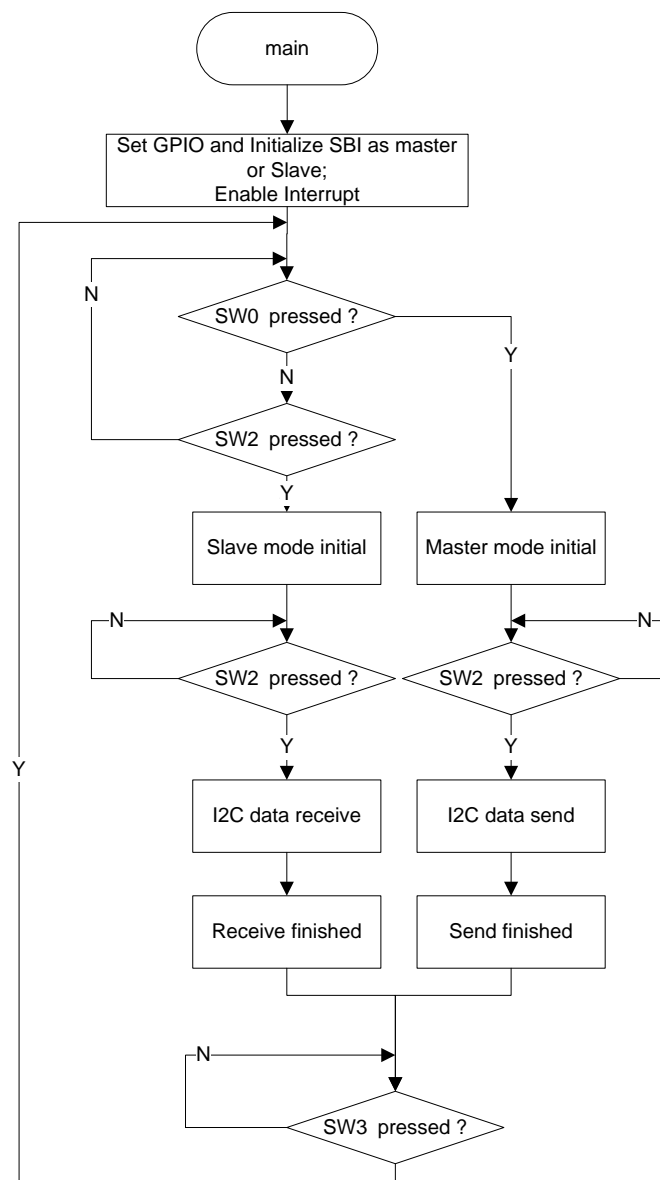 main
Set GPIO and Initialize SBI as master
or Slave;
Enable Interrupt
N
SW0 pressed ?
Y
N
SW2 pressed ?
Y
Slave mode initial
Master mode initial
N
N
SW2 pressed ?
SW2 pressed ?
Y
Y
Y
I2C data receive
I2C data send
Receive finished
Send finished
N
SW3 pressed ?